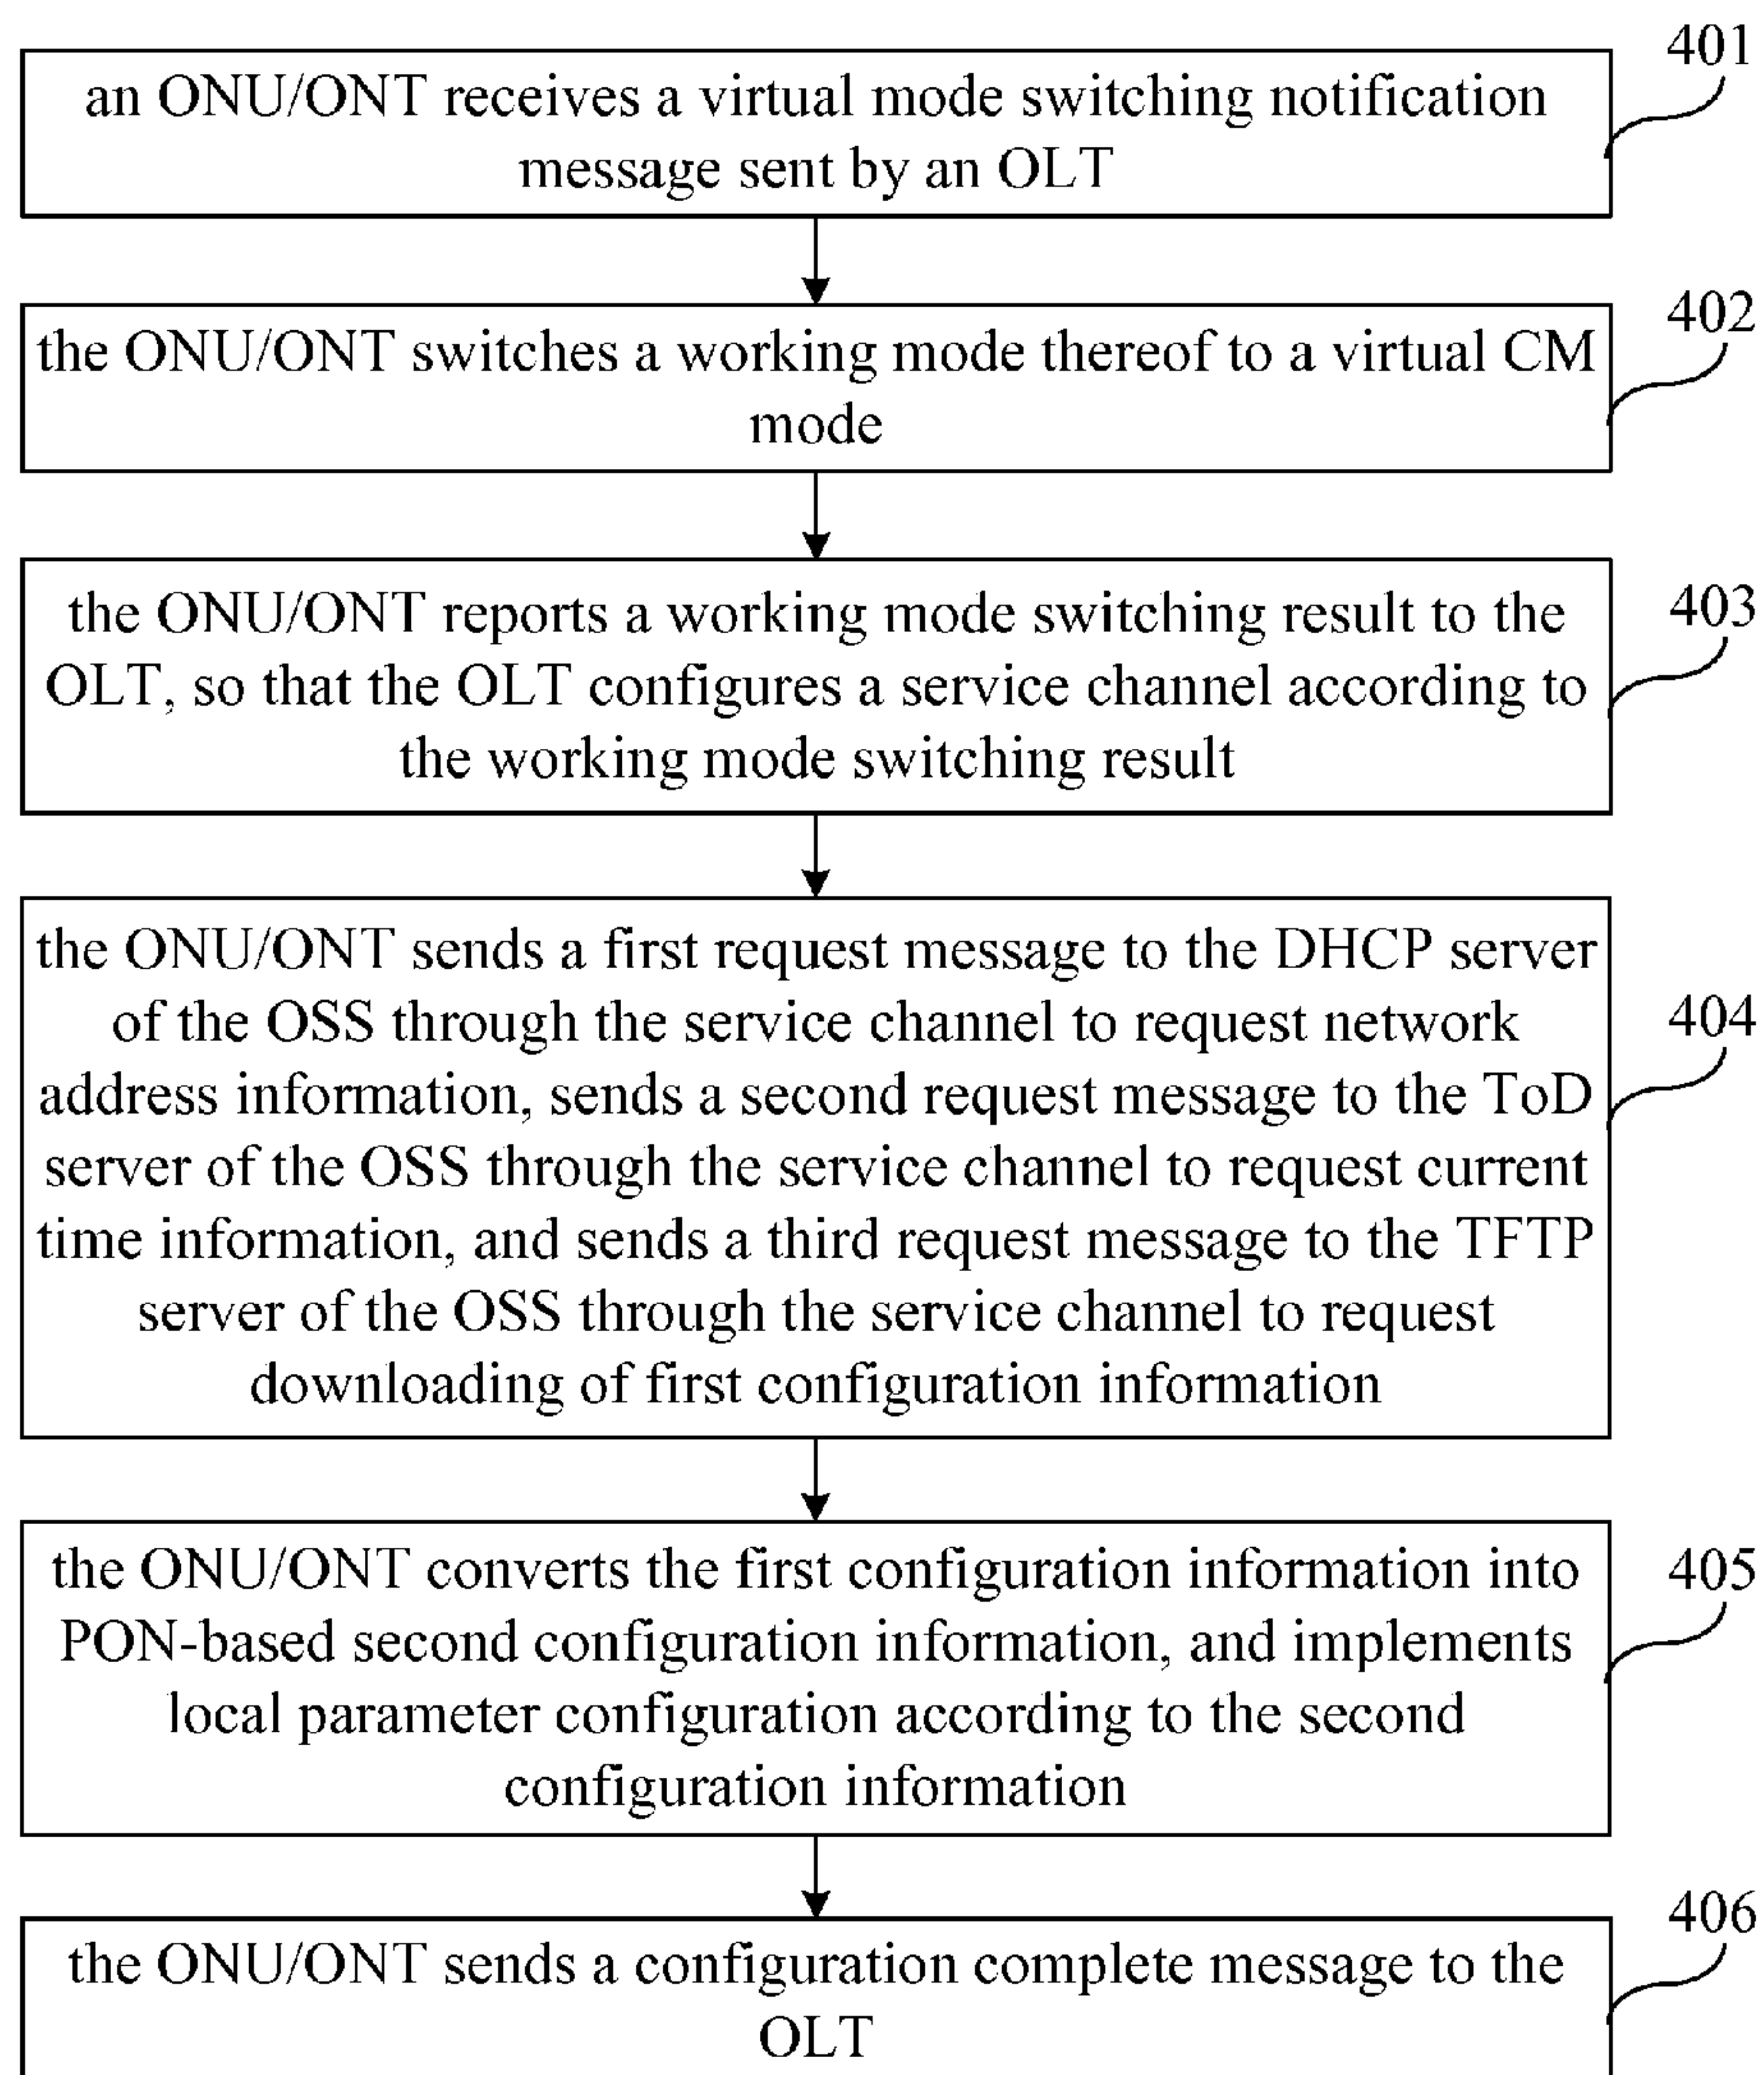 401
an ONU/ONT receives a virtual mode switching notification
message sent by an OLT
402
the ONU/ONT switches a working mode thereof to a virtual CM
mode
403
the ONU/ONT reports a working mode switching result to the
OLT, so that the OLT configures a service channel according to
the working mode switching result
404
the ONU/ONT sends a first request message to the DHCP server
of the OSS through the service channel to request network
address information, sends a second request message to the ToD
server of the OSS through the service channel to request current
time information, and sends a third request message to the TFTP
server of the OSS through the service channel to request
downloading of first configuration information
405
the ONU/ONT converts the first configuration information into
PON-based second configuration information, and implements
local parameter configuration according to the second
configuration information
406
the ONU/ONT sends a configuration complete message to the
OLT